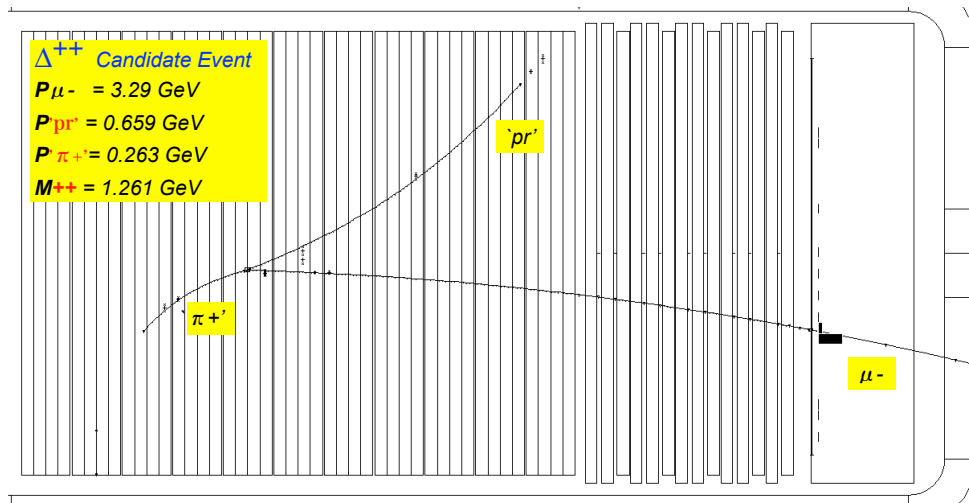 Δ++ Candidate Event
Pμ- = 3.29 GeV
P'pr' = 0.659 GeV
P'π+'= 0.263 GeV
M++ = 1.261 GeV
`pr'
π+'
μ-